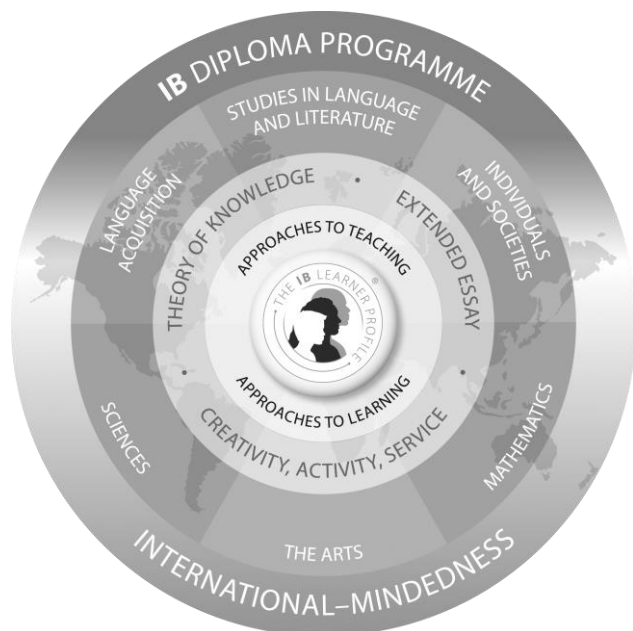 IB DIPLOMA PROGRAMME
STUDIES IN LANGUAGE
AND LITERATURE
LANGUAGE
ACQUISITION
INDIVIDUALS
AND SOCIETIES
THEORY OF KNOWLEDGE
•
EXTENDED ESSAY
APPROACHES TO TEACHING
THE IB LEARNER PROFILE ®
APPROACHES TO LEARNING
•
•
CREATIVITY, ACTIVITY, SERVICE
SCIENCES
MATHEMATICS
THE ARTS
INTERNATIONAL–MINDEDNESS